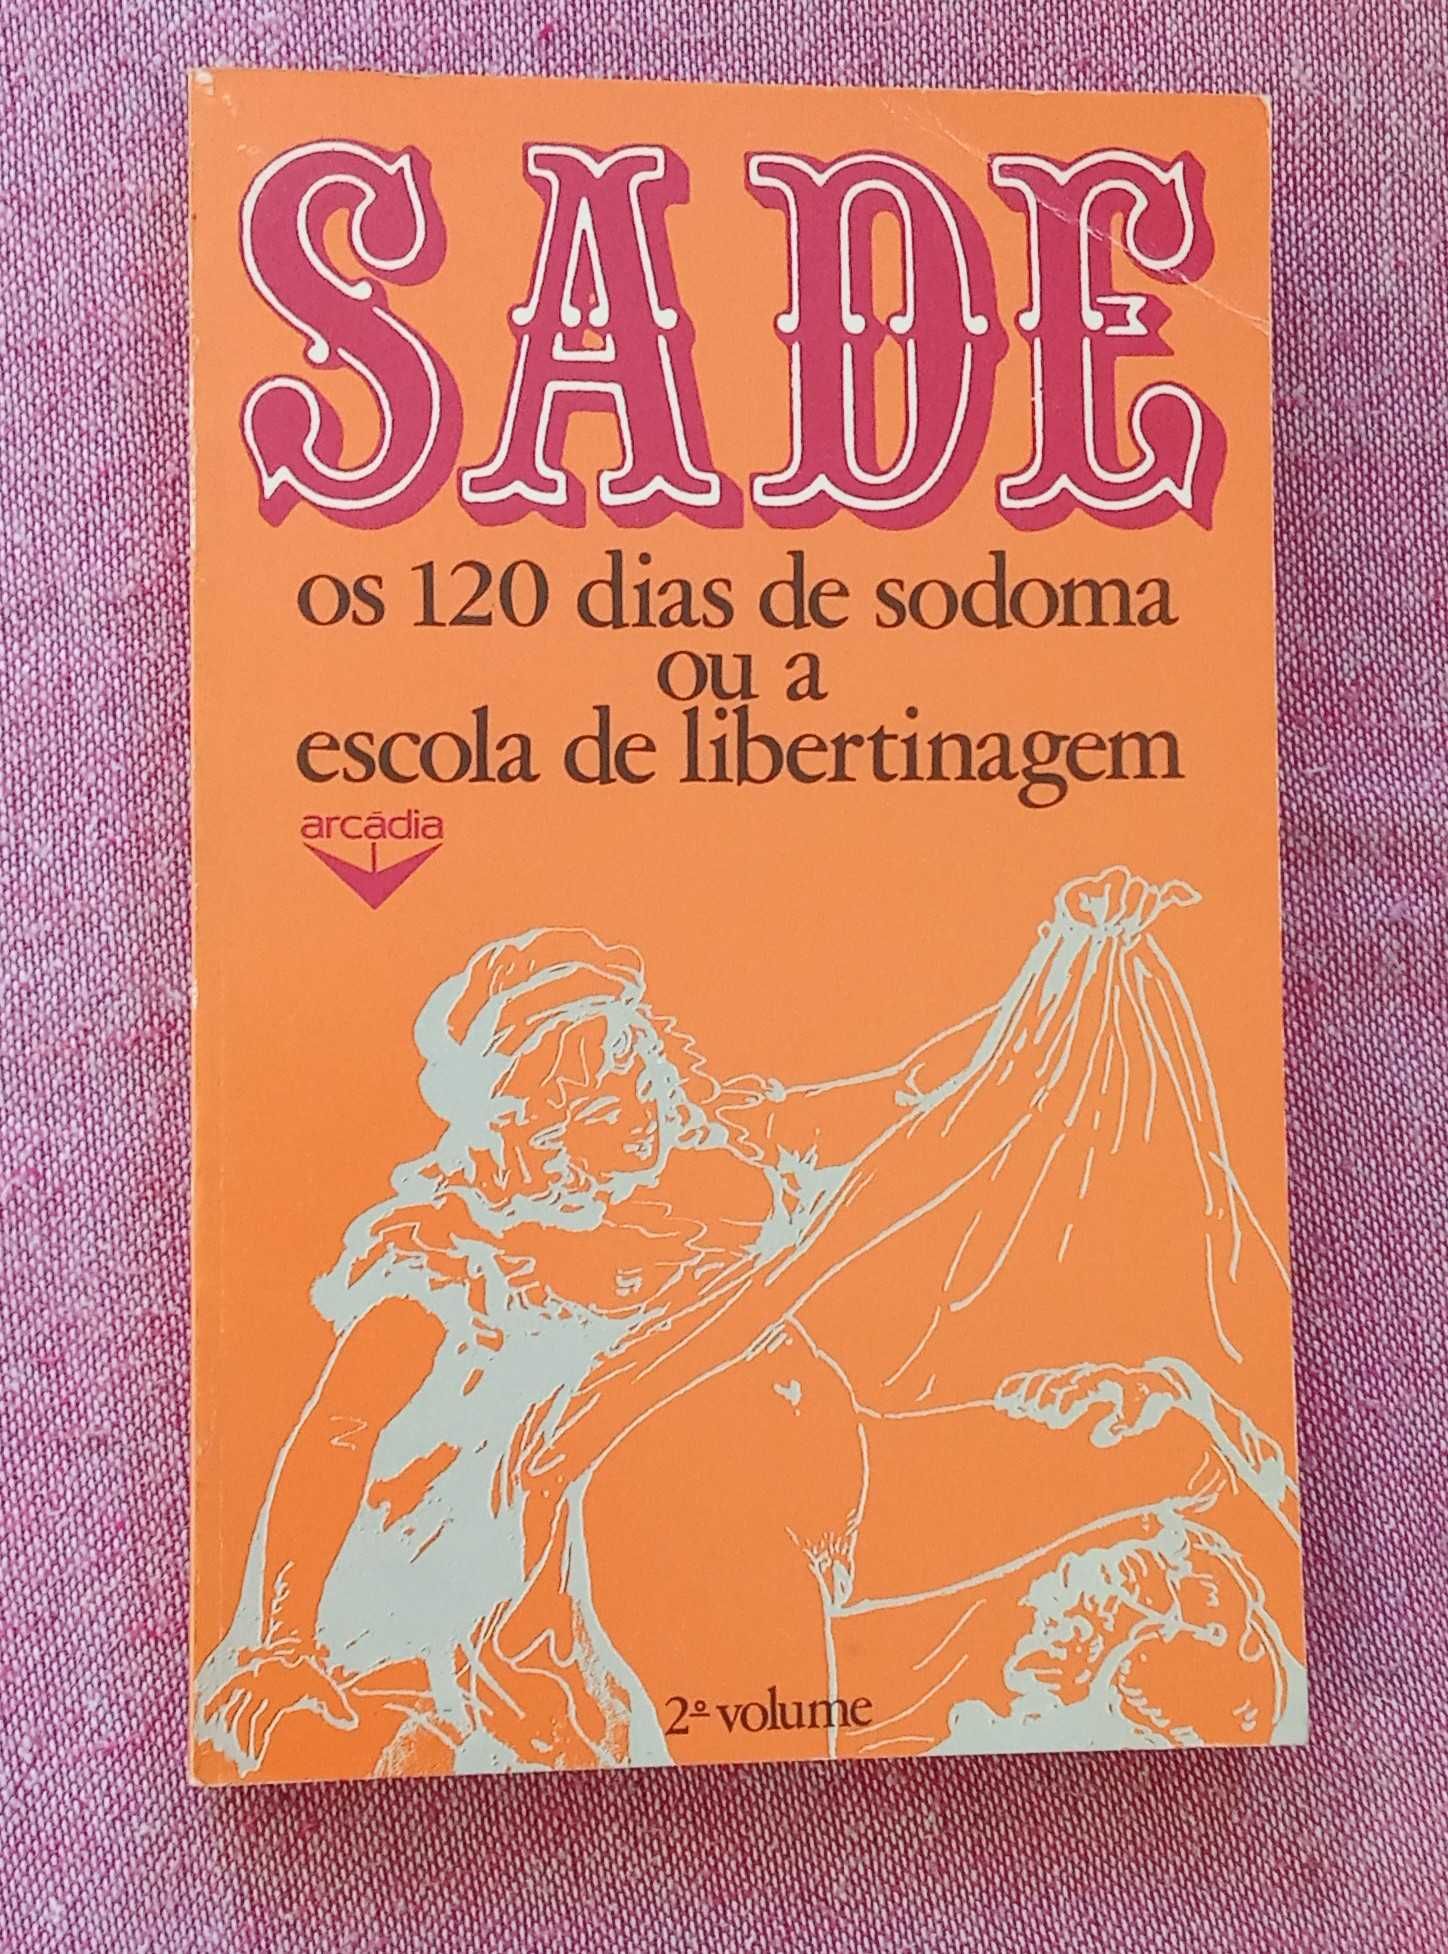 SADE
os 120 dias de sodoma
ou a
escola de libertinagem
arcádia
2º volume